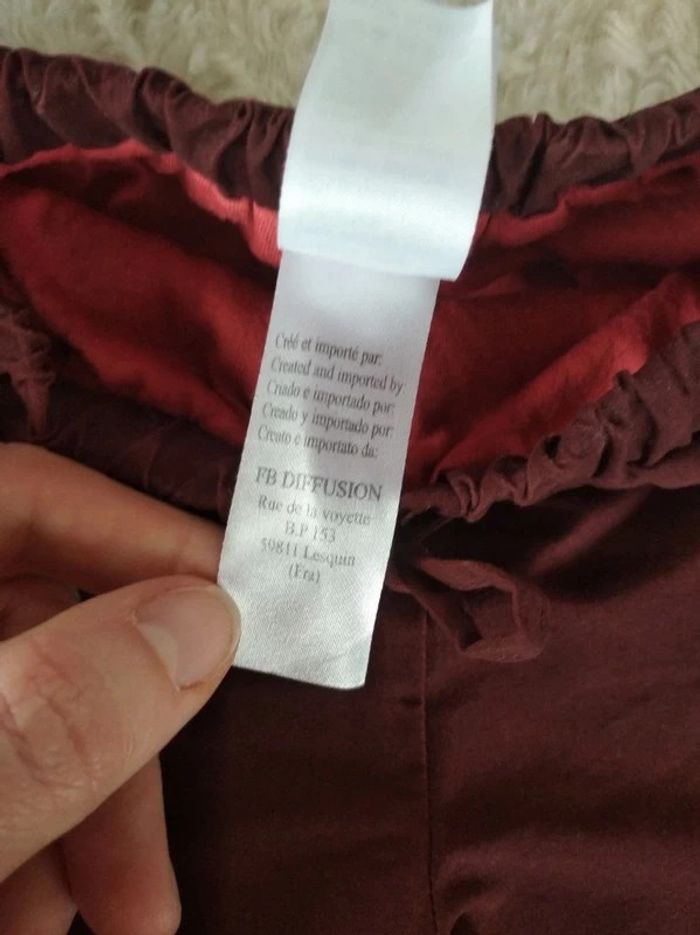 Créé et importé par:
Created and imported by
Criado e importado por:
Creado y importado por:
Creato e importato da:
FB DIFFUSION
Rue de la voyette
B.P 153
59811 Lesquin
(Fra)